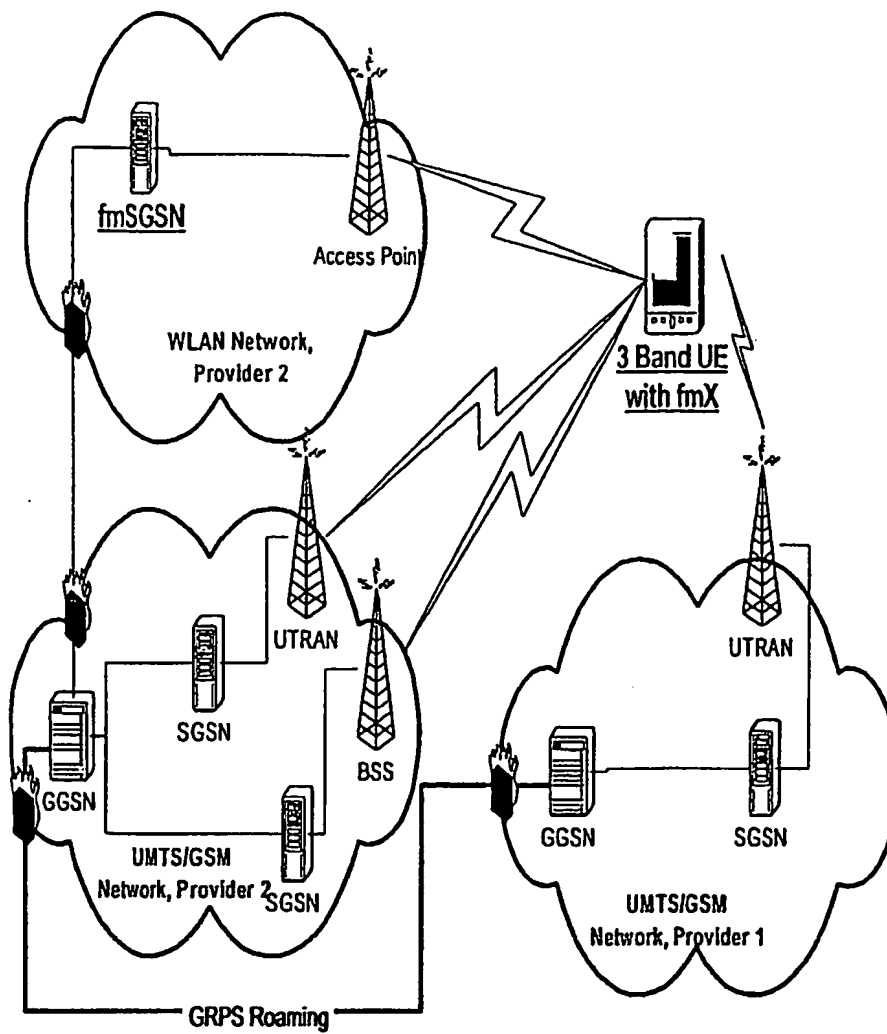 fmSGSN
Access Point
WLAN Network,
Provider 2
3 Band UE
with fmX
UTRAN
UTRAN
SGSN
BSS
GGSN
GGSN
SGSN
UMTS/GSM
Network, Provider 2
SGSN
UMTS/GSM
Network, Provider 1
GRPS Roaming